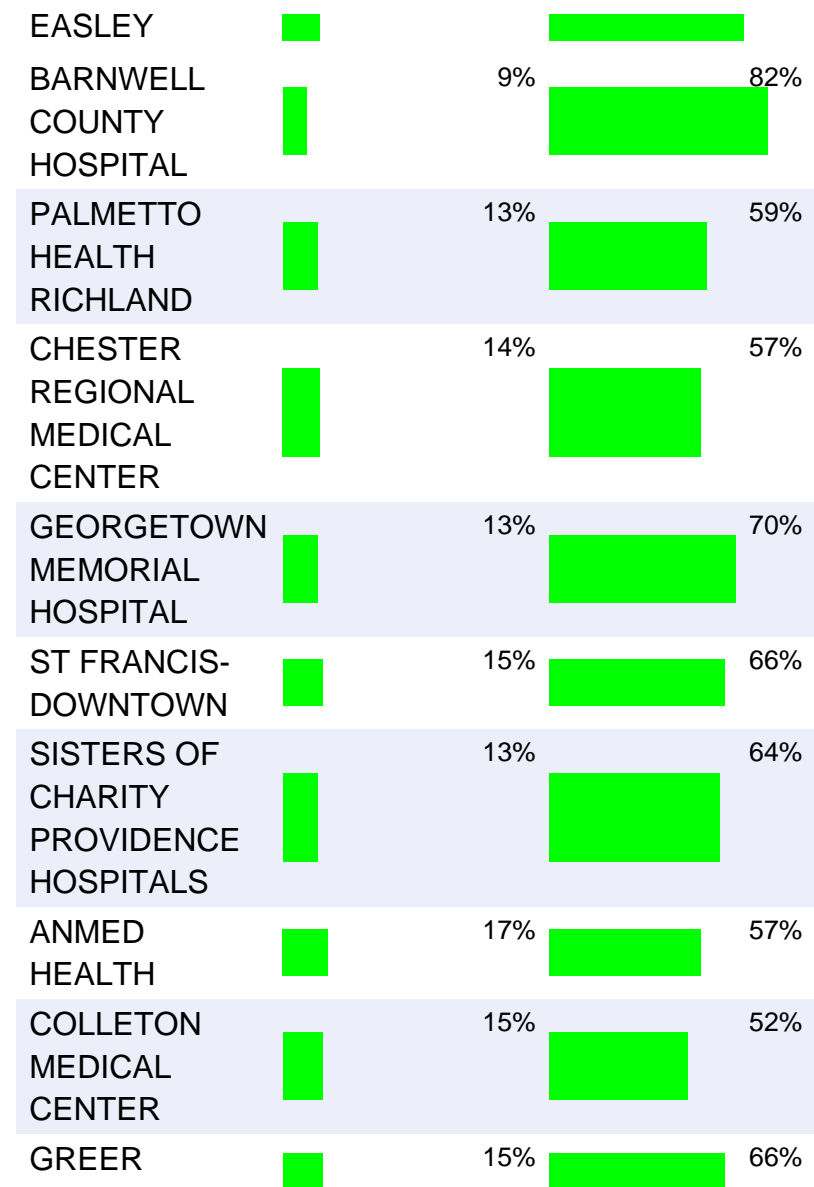 EASLEY
BARNWELL 9% 82%
COUNTY
HOSPITAL
PALMETTO 13% 59%
HEALTH
RICHLAND
CHESTER 14% 57%
REGIONAL
MEDICAL
CENTER
GEORGETOWN 13% 70%
MEMORIAL
HOSPITAL
ST FRANCIS- 15% 66%
DOWNTOWN
SISTERS OF 13% 64%
CHARITY
PROVIDENCE
HOSPITALS
ANMED 17% 57%
HEALTH
COLLETON 15% 52%
MEDICAL
CENTER
GREER 15% 66%